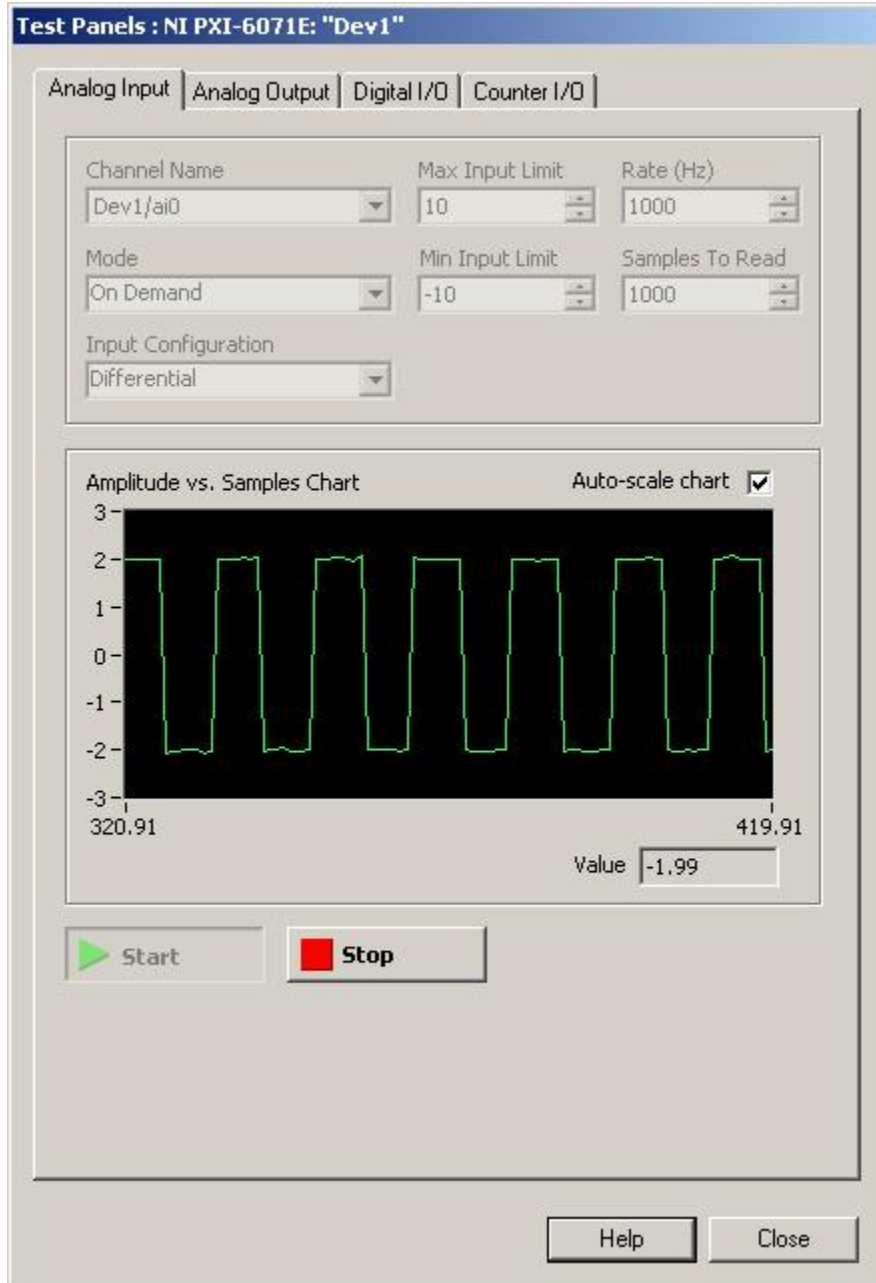 Test Panels : NI PXI-6071E: "Dev1"
Analog Input Analog Output Digital I/O Counter I/O
Channel Name Max Input Limit Rate (Hz)
Dev1/ai0 10 1000
Mode Min Input Limit Samples To Read
On Demand -10 1000
Input Configuration
Differential
Amplitude vs. Samples Chart Auto-scale chart
3
2
1
0
-1
-2
-3
320.91 419.91
Value -1.99
Start Stop
Help Close